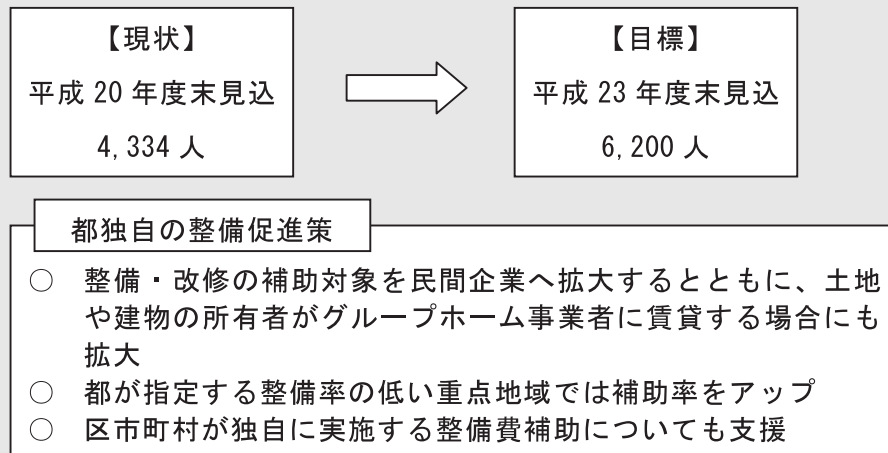 【現状】
平成 20 年度末見込
4,334 人
【目標】
平成 23 年度末見込
6,200 人
都独自の整備促進策
○ 整備・改修の補助対象を民間企業へ拡大するとともに、土地
や建物の所有者がグループホーム事業者に賃貸する場合にも
拡大
○ 都が指定する整備率の低い重点地域では補助率をアップ
○ 区市町村が独自に実施する整備費補助についても支援